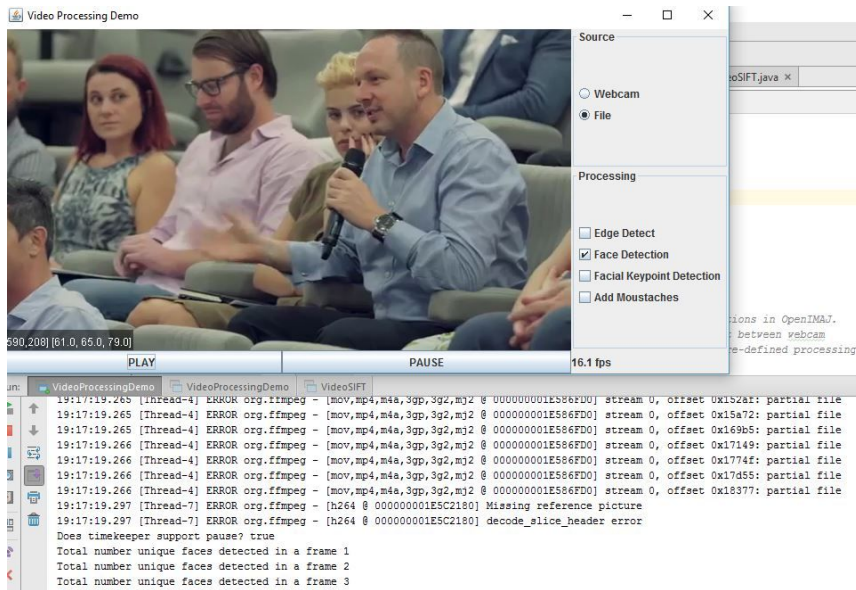 Video Processing Demo
Source
Webcam
File
Processing
Edge Detect
Face Detection
Facial Keypoint Detection
Add Moustaches
590,208] [61.0, 65.0, 79.0]
PLAY
PAUSE
16.1 fps
eoSIFT.java ×
ions in OpenIMAJ.
t between webcam
re-defined processing
un:
VideoProcessingDemo
VideoProcessingDemo
VideoSIFT
19:17:19.265 [Thread-4] ERROR org.ffmpeg - [mov,mp4,m4a,3gp,3g2,mj2 @ 000000001E586FD0] stream 0, offset 0x152af: partial file
19:17:19.265 [Thread-4] ERROR org.ffmpeg - [mov,mp4,m4a,3gp,3g2,mj2 @ 000000001E586FD0] stream 0, offset 0x15a72: partial file
19:17:19.265 [Thread-4] ERROR org.ffmpeg - [mov,mp4,m4a,3gp,3g2,mj2 @ 000000001E586FD0] stream 0, offset 0x169b5: partial file
19:17:19.266 [Thread-4] ERROR org.ffmpeg - [mov,mp4,m4a,3gp,3g2,mj2 @ 000000001E586FD0] stream 0, offset 0x17149: partial file
19:17:19.266 [Thread-4] ERROR org.ffmpeg - [mov,mp4,m4a,3gp,3g2,mj2 @ 000000001E586FD0] stream 0, offset 0x1774f: partial file
19:17:19.266 [Thread-4] ERROR org.ffmpeg - [mov,mp4,m4a,3gp,3g2,mj2 @ 000000001E586FD0] stream 0, offset 0x17d55: partial file
19:17:19.266 [Thread-4] ERROR org.ffmpeg - [mov,mp4,m4a,3gp,3g2,mj2 @ 000000001E586FD0] stream 0, offset 0x18377: partial file
19:17:19.297 [Thread-7] ERROR org.ffmpeg - [h264 @ 000000001E5C2180] Missing reference picture
19:17:19.297 [Thread-7] ERROR org.ffmpeg - [h264 @ 000000001E5C2180] decode_slice_header error
Does timekeeper support pause? true
Total number unique faces detected in a frame 1
Total number unique faces detected in a frame 2
Total number unique faces detected in a frame 3